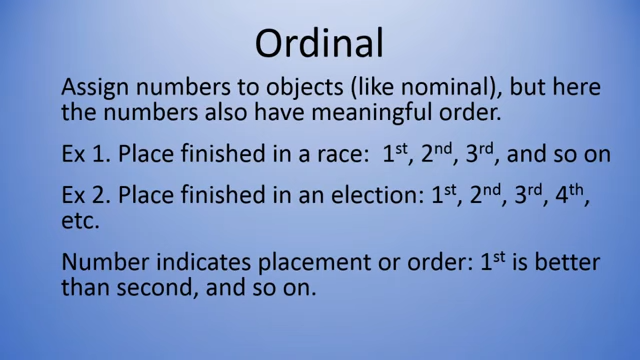 Ordinal
Assign numbers to objects (like nominal), but here
the numbers also have meaningful order.
Ex 1. Place finished in a race:  1st, 2nd, 3rd, and so on
Ex 2. Place finished in an election: 1st, 2nd, 3rd, 4th,
etc.
Number indicates placement or order: 1st is better
than second, and so on.